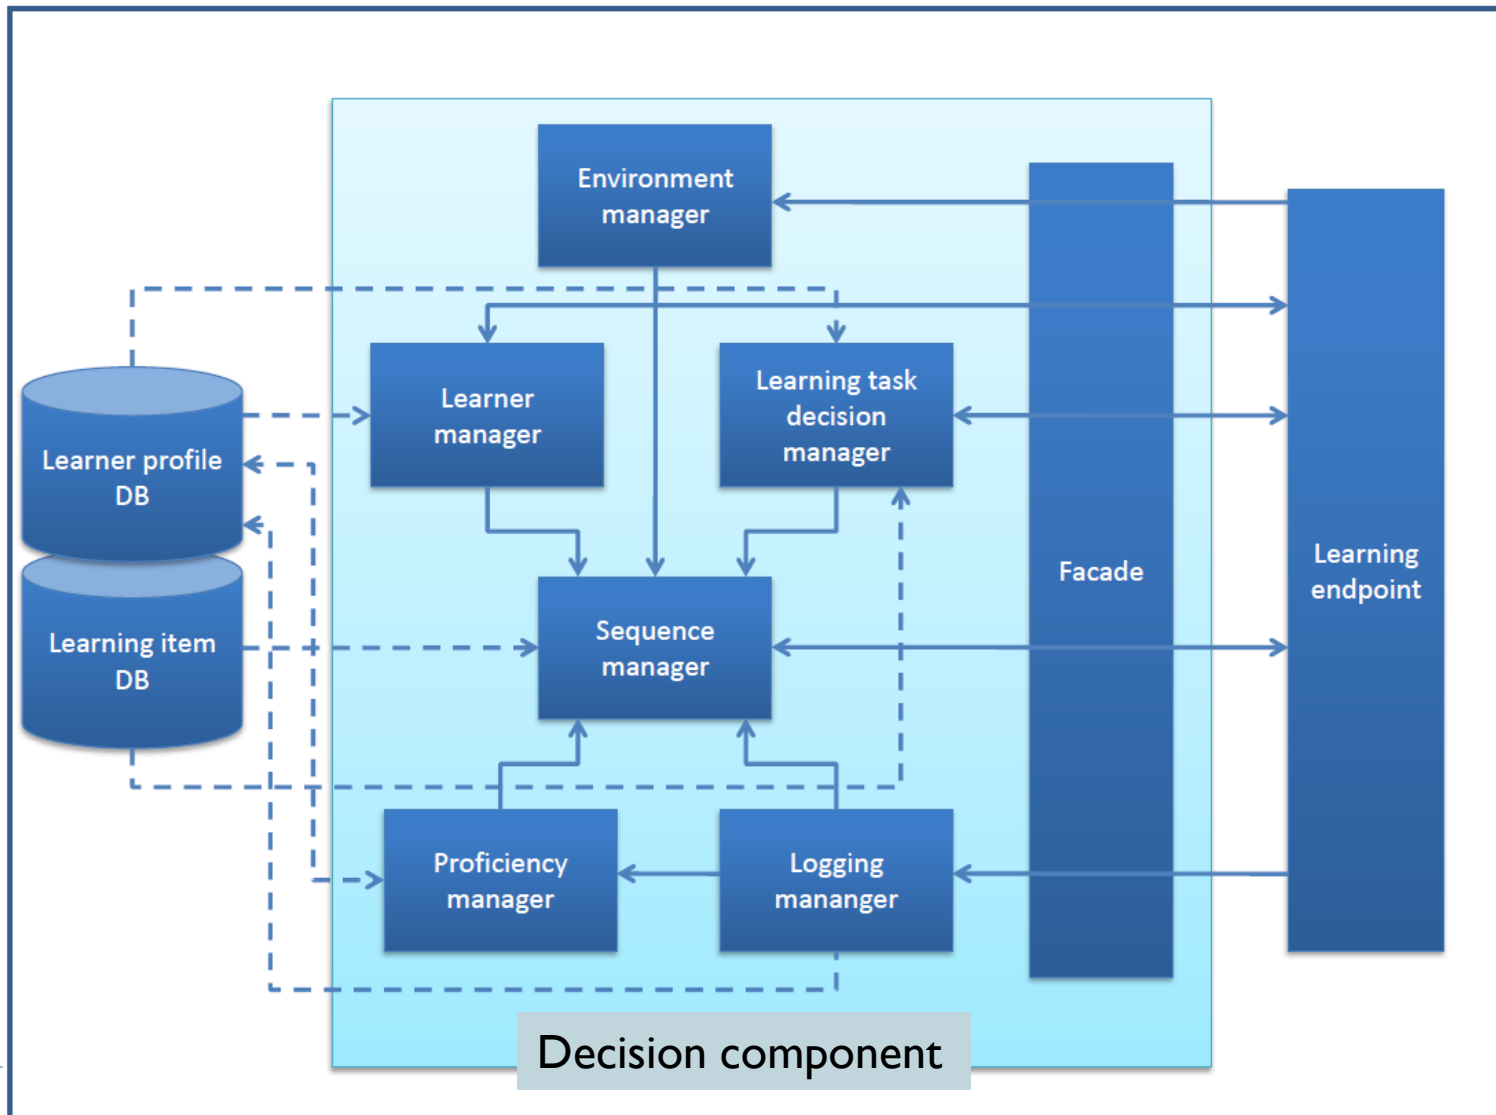 Environment
manager
Learner
manager
Learning task
decision
manager
Learner profile
DB
Facade
Learning
endpoint
Learning item
DB
Sequence
manager
Proficiency
manager
Logging
mananger
Decision component